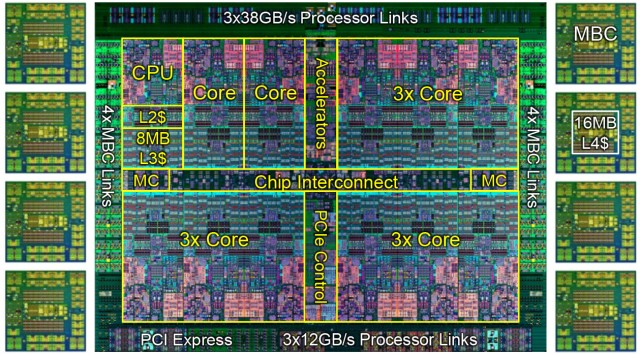 3x38GB/s Processor Links
MBC
CPU
Core
Core
Accelerators
3x Core
L2$
8MB
L3$
4x MBC Links
4x MBC Links
16MB
L4$
MC
Chip Interconnect
MC
3x Core
PCIe Control
3x Core
PCI Express
3x12GB/s Processor Links